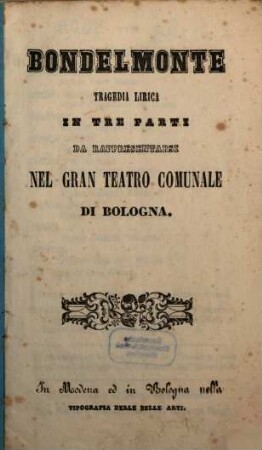 BONDELMONTE
TRAGEDIA LIRICA
IN TRE PARTI
DA RAPPRESENTARSI
NEL GRAN TEATRO COMUNALE
DI BOLOGNA.
In Modena ed in Bologna nella
TIPOGRAFIA DELLE BELLE ARTI.